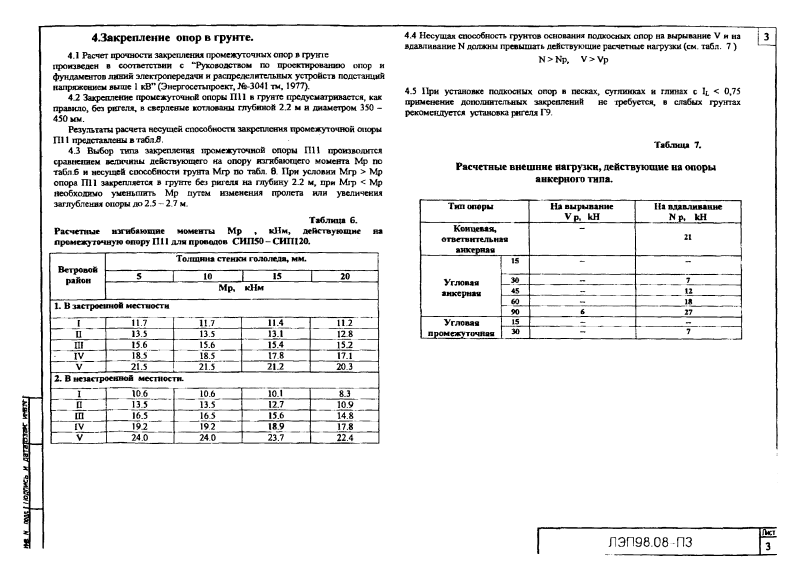 4.Закрепление опор в грунте.
4.1 Расчет прочности закрепления промежуточных опор в грунте
произведен в соответствии с "Руководством по проектированию опор и
фундаментов линий электропередачи и распределительных устройств подстанций
напряжением выше 1 кВ" (Энергосетьпроект, №-3041 тм, 1977).
4.2 Закрепление промежуточной опоры П11 в грунте предусматривается, как
правило, без ригеля, в сверленые котлованы глубиной 2.2 м и диаметром 350 –
450 мм.
Результаты расчета несущей способности закрепления промежуточной опоры
П11 представлены в табл.8.
4.3 Выбор типа закрепления промежуточной опоры П11 производится
сравнением величины действующего на опору изгибающего момента Мр по
табл.6 и несущей способности грунта Мгр по табл. 8. При условии Мгр > Мр
опора П11 закрепляется в грунте без ригеля на глубину 2.2 м, при Мгр < Мр
необходимо уменьшить Мр путем изменения пролета или увеличения
заглубления опоры до 2.5 – 2.7 м.
Таблица 6.
Расчетные изгибающие моменты Мр , кНм, действующие на
промежуточную опору П11 для проводов СИП50 – СИП120.
Ветровой район | Толщина стенки гололеда, мм.
5 | 10 | 15 | 20
Мр, кНм
1. В застроенной местности
I | 11.7 | 11.7 | 11.4 | 11.2
II | 13.5 | 13.5 | 13.1 | 12.8
III | 15.6 | 15.6 | 15.4 | 15.2
IV | 18.5 | 18.5 | 17.8 | 17.1
V | 21.5 | 21.5 | 21.2 | 20.3
2. В незастроенной местности.
I | 10.6 | 10.6 | 10.1 | 8.3
II | 13.5 | 13.5 | 12.7 | 10.9
III | 16.5 | 16.5 | 15.6 | 14.8
IV | 19.2 | 19.2 | 18.9 | 17.8
V | 24.0 | 24.0 | 23.7 | 22.4
4.4 Несущая способность грунтов основания подкосных опор на вырывание V и на
вдавливание N должны превышать действующие расчетные нагрузки (см. табл. 7 )
N > Np, V > Vp
4.5 При установке подкосных опор в песках, суглинках и глинах с IL < 0,75
применение дополнительных закреплений не требуется, в слабых грунтах
рекомендуется установка ригеля Г9.
Таблица 7.
Расчетные внешние нагрузки, действующие на опоры
анкерного типа.
Тип опоры | На вырывание V р, кН | На вдавливание N р, кН
Концевая, ответвительная анкерная | – | 21
Угловая анкерная | 15 | – | –
30 | – | 7
45 | – | 12
60 | – | 18
90 | 6 | 27
Угловая промежуточная | 15 | – | –
30 | – | 7
3
ЛЭП98.08 -ПЗ
Лист
3